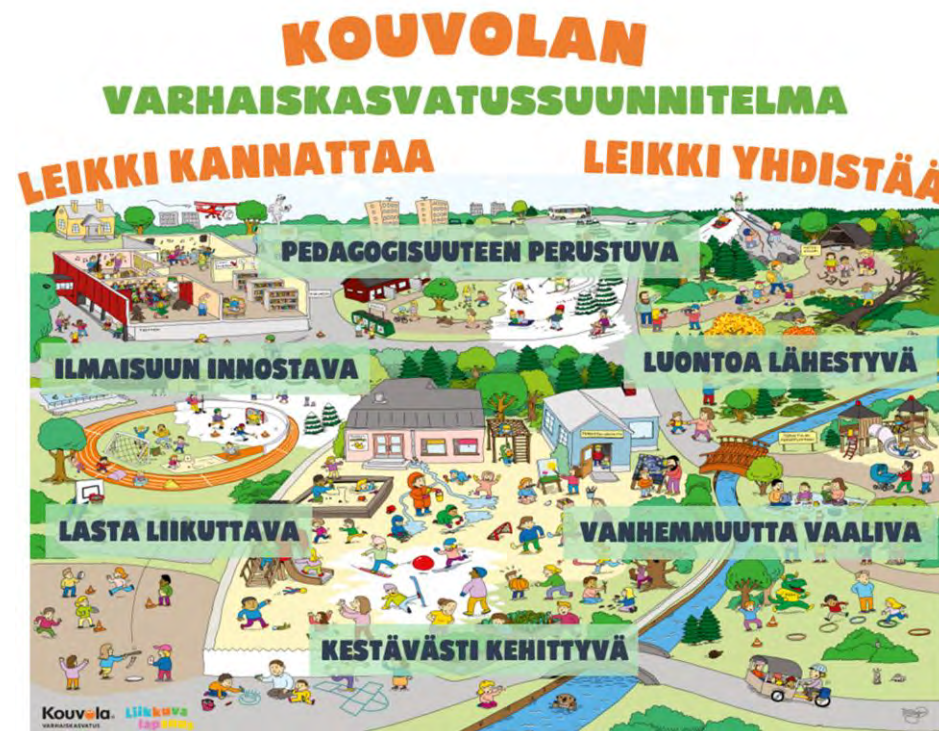 KOUVOLAN
VARHAISKASVATUSSUUNNITELMA
LEIKKI KANNATTAA
LEIKKI YHDISTÄÄ
PEDAGOGISUUTEEN PERUSTUVA
ILMAISUUN INNOSTAVA
LUONTOA LÄHESTYVÄ
LASTA LIIKUTTAVA
VANHEMMUUTTA VAALIVA
KESTÄVÄSTI KEHITTYVÄ
Kouvola
VARHAISKASVATUS
Liikkuva